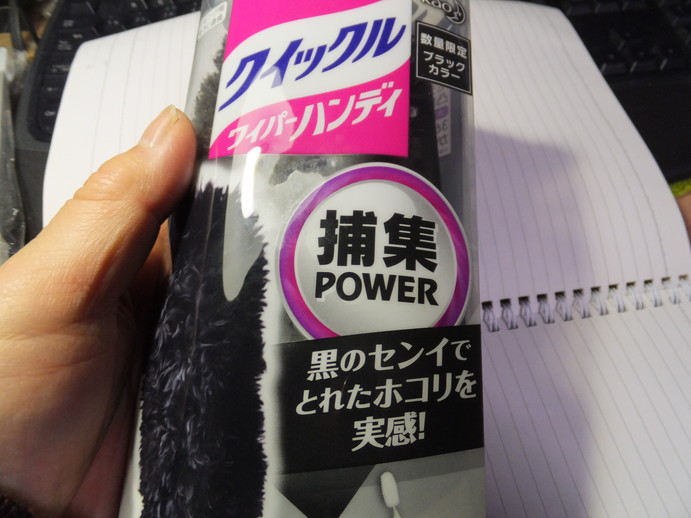 Kao
数量限定
ブラック
カラー
クイックル
ワイパーハンディ
捕集
POWER
黒のセンイで
とれたホコリを
実感!